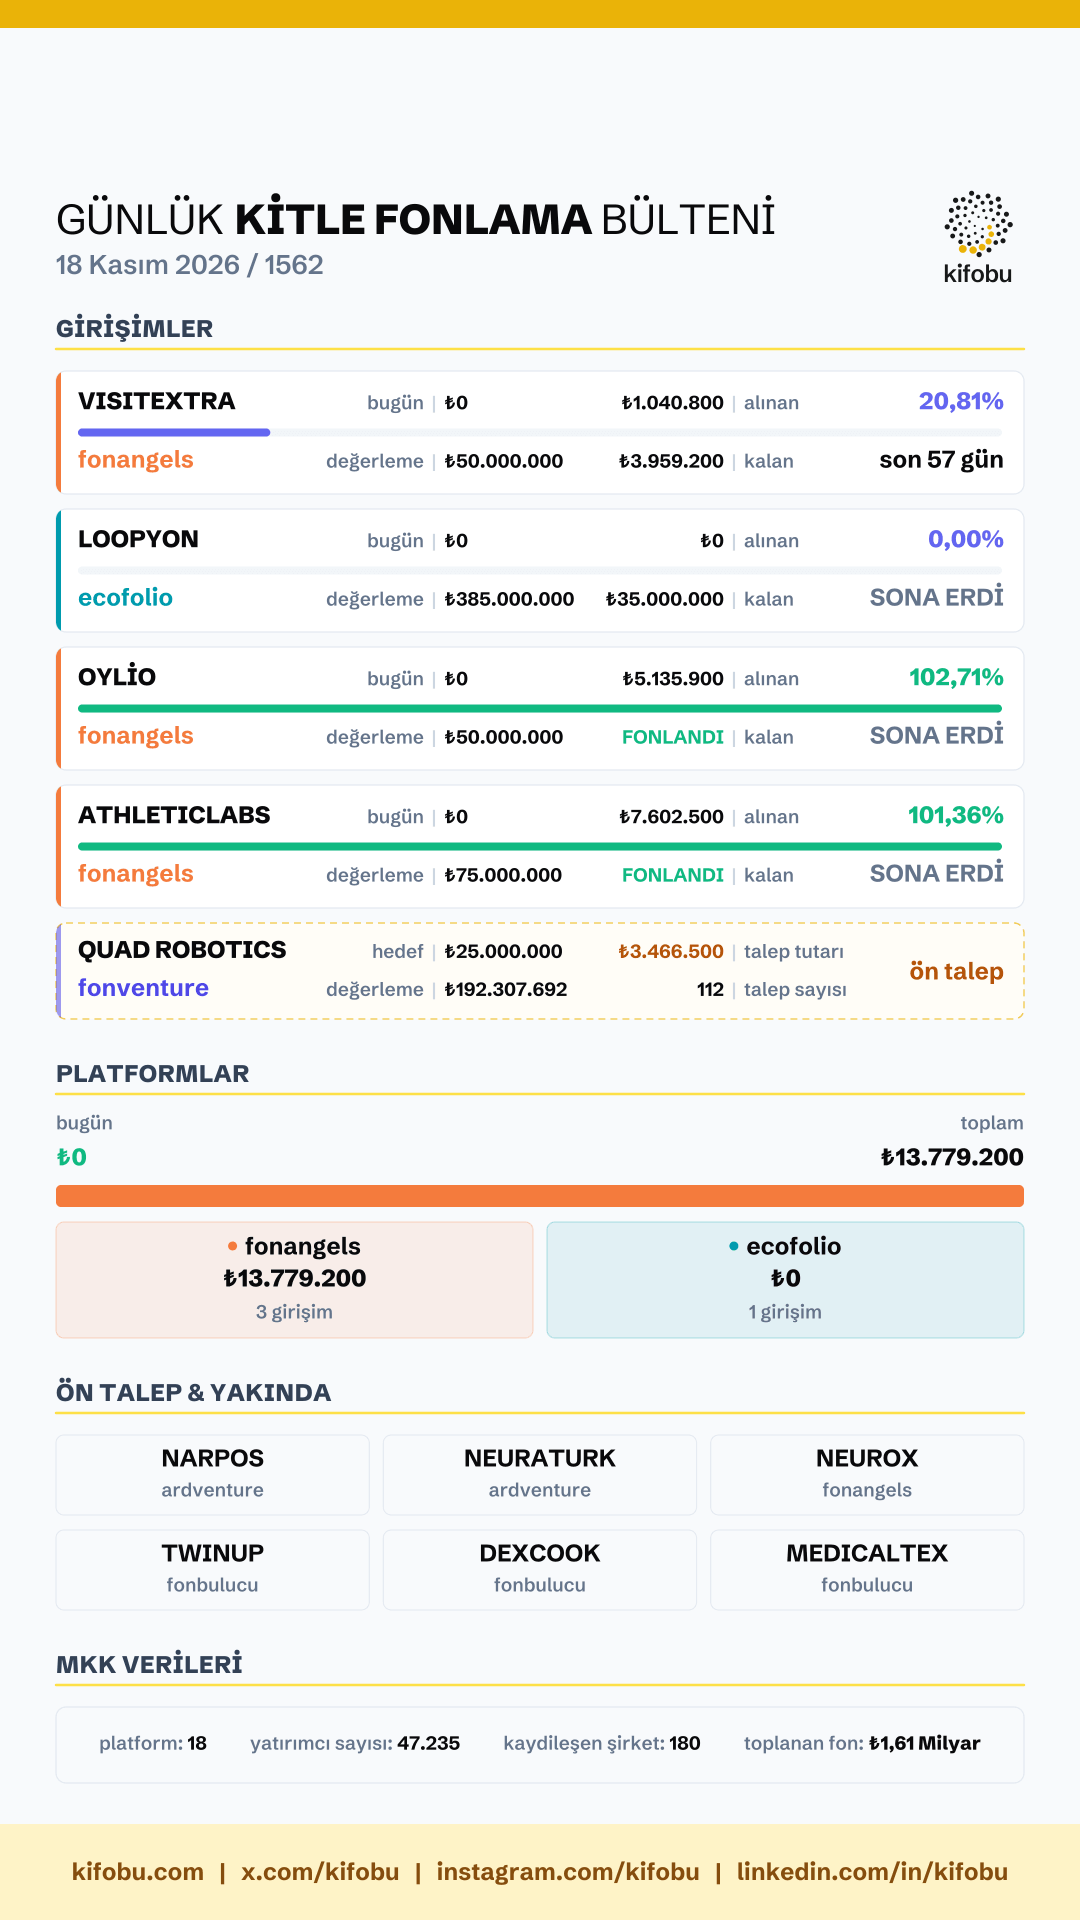 GÜNLÜK KİTLE FONLAMA BÜLTENİ
18 Kasım 2026 / 1562
kifobu
GİRİŞİMLER
VISITEXTRA bugün | ₺0 ₺1.040.800 | alınan 20,81%
fonangels değerleme | ₺50.000.000 ₺3.959.200 | kalan son 57 gün
LOOPYON bugün | ₺0 ₺0 | alınan 0,00%
ecofolio değerleme | ₺385.000.000 ₺35.000.000 | kalan SONA ERDİ
OYLİO bugün | ₺0 ₺5.135.900 | alınan 102,71%
fonangels değerleme | ₺50.000.000 FONLANDI | kalan SONA ERDİ
ATHLETICLABS bugün | ₺0 ₺7.602.500 | alınan 101,36%
fonangels değerleme | ₺75.000.000 FONLANDI | kalan SONA ERDİ
QUAD ROBOTICS hedef | ₺25.000.000 ₺3.466.500 | talep tutarı ön talep
fonventure değerleme | ₺192.307.692 112 | talep sayısı
PLATFORMLAR
bugün toplam
₺0 ₺13.779.200
• fonangels • ecofolio
₺13.779.200 ₺0
3 girişim 1 girişim
ÖN TALEP & YAKINDA
NARPOS NEURATURK NEUROX
ardventure ardventure fonangels
TWINUP DEXCOOK MEDICALTEX
fonbulucu fonbulucu fonbulucu
MKK VERİLERİ
platform: 18 yatırımcı sayısı: 47.235 kaydileşen şirket: 180 toplanan fon: ₺1,61 Milyar
kifobu.com | x.com/kifobu | instagram.com/kifobu | linkedin.com/in/kifobu